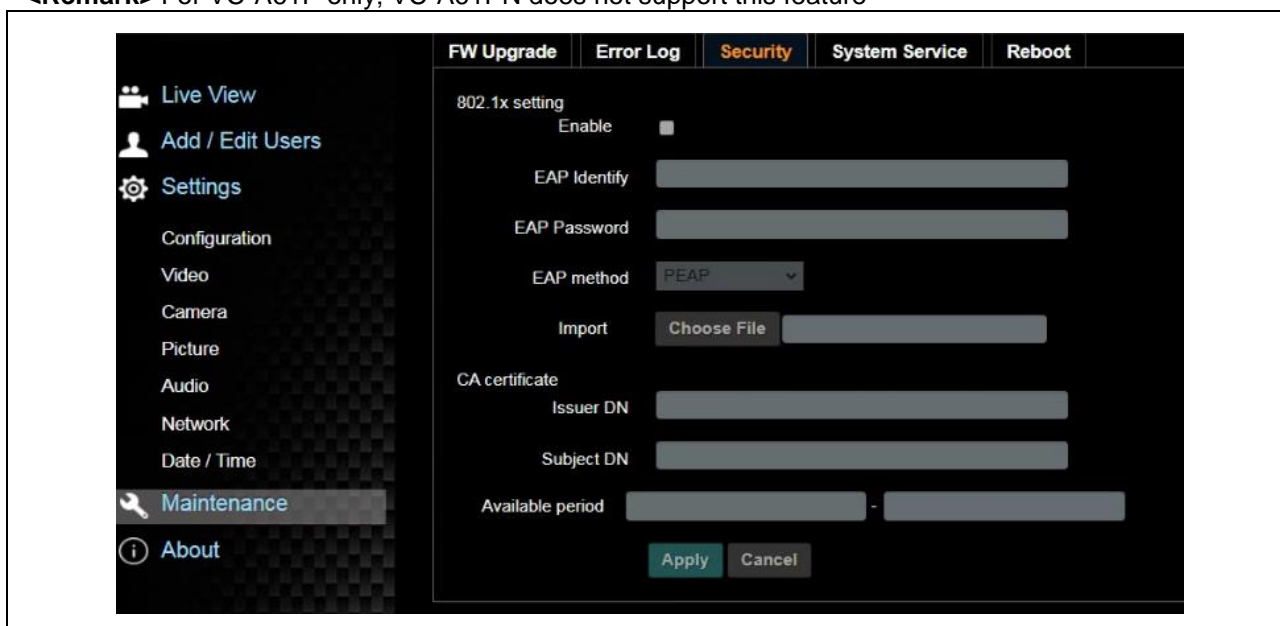 FW Upgrade Error Log Security System Service Reboot
Live View
Add / Edit Users
Settings
Configuration
Video
Camera
Picture
Audio
Network
Date / Time
Maintenance
About
802.1x setting
Enable
EAP Identify
EAP Password
EAP method PEAP
Import Choose File
CA certificate
Issuer DN
Subject DN
Available period -
Apply Cancel